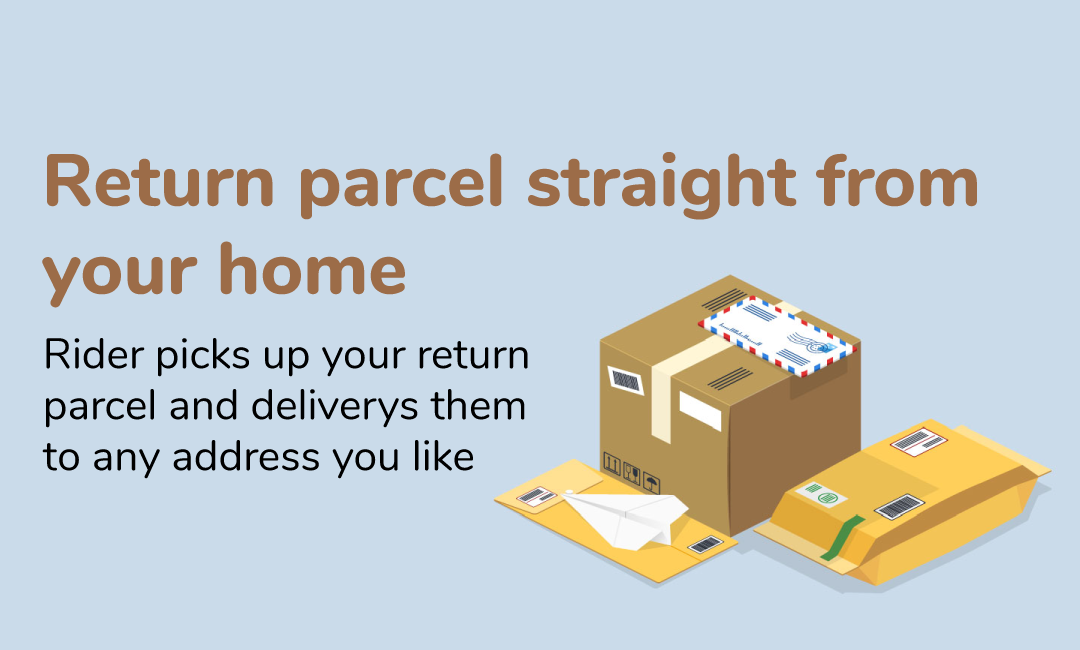 Return parcel straight from
your home
Rider picks up your return
parcel and deliverys them
to any address you like